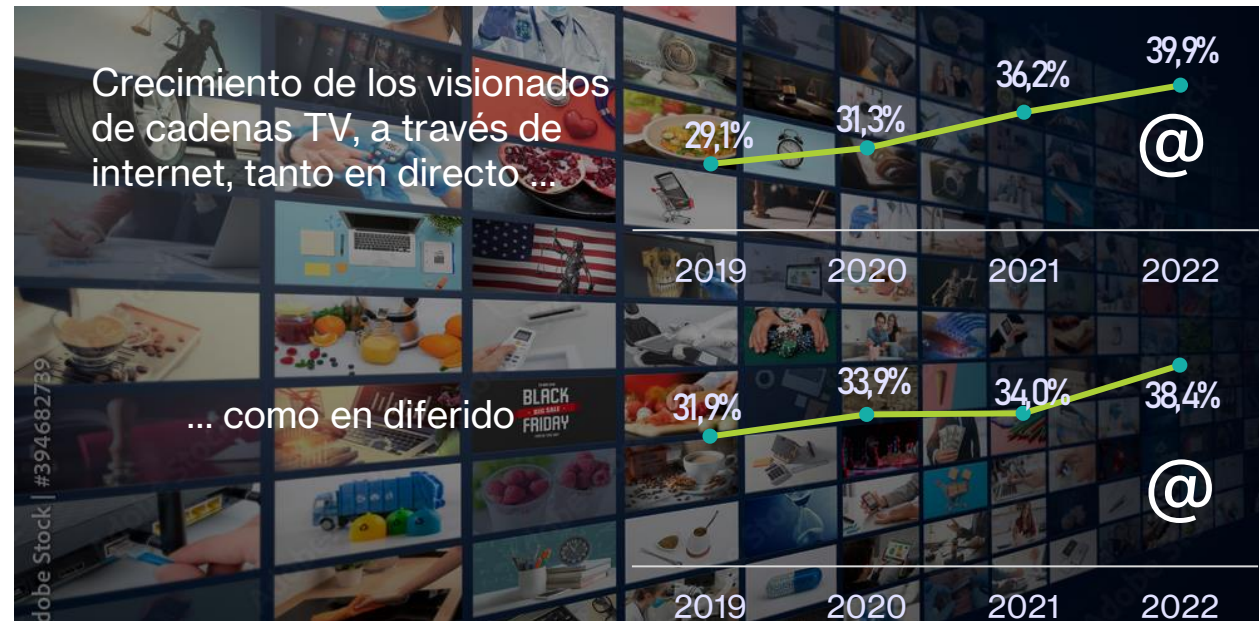 Crecimiento de los visionados
de cadenas TV, a través de
internet, tanto en directo ...
29,1% 31,3% 36,2% 39,9%
@
2019 2020 2021 2022
... como en diferido
BLACK
BIG SALE
FRIDAY
31,9% 33,9% 34,0% 38,4%
@
2019 2020 2021 2022
dobe Stock | #394682739